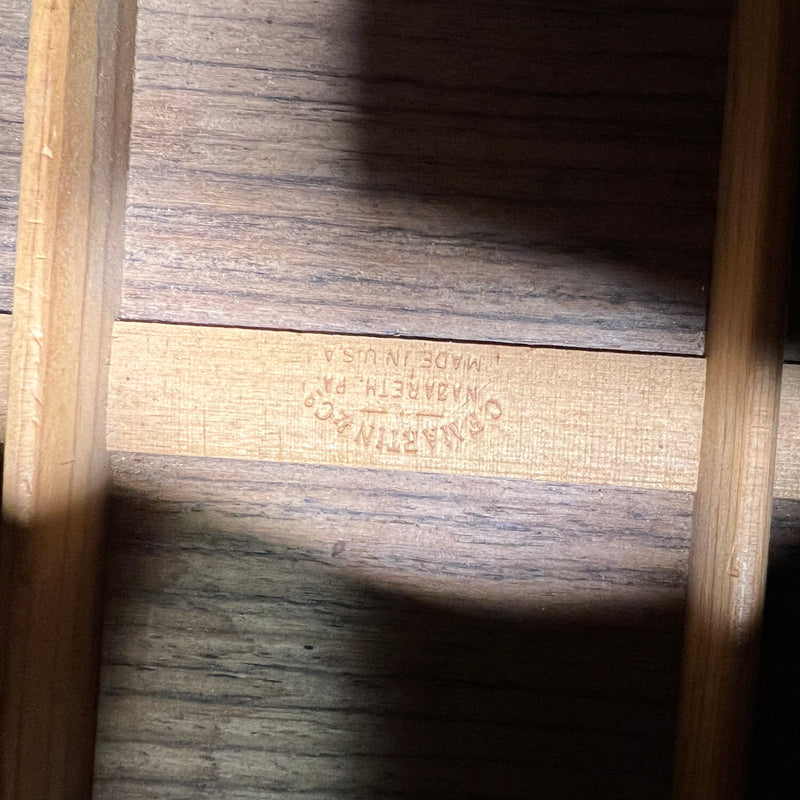 C.F. MARTIN & Co
NAZARETH, PA.
MADE IN U.S.A.